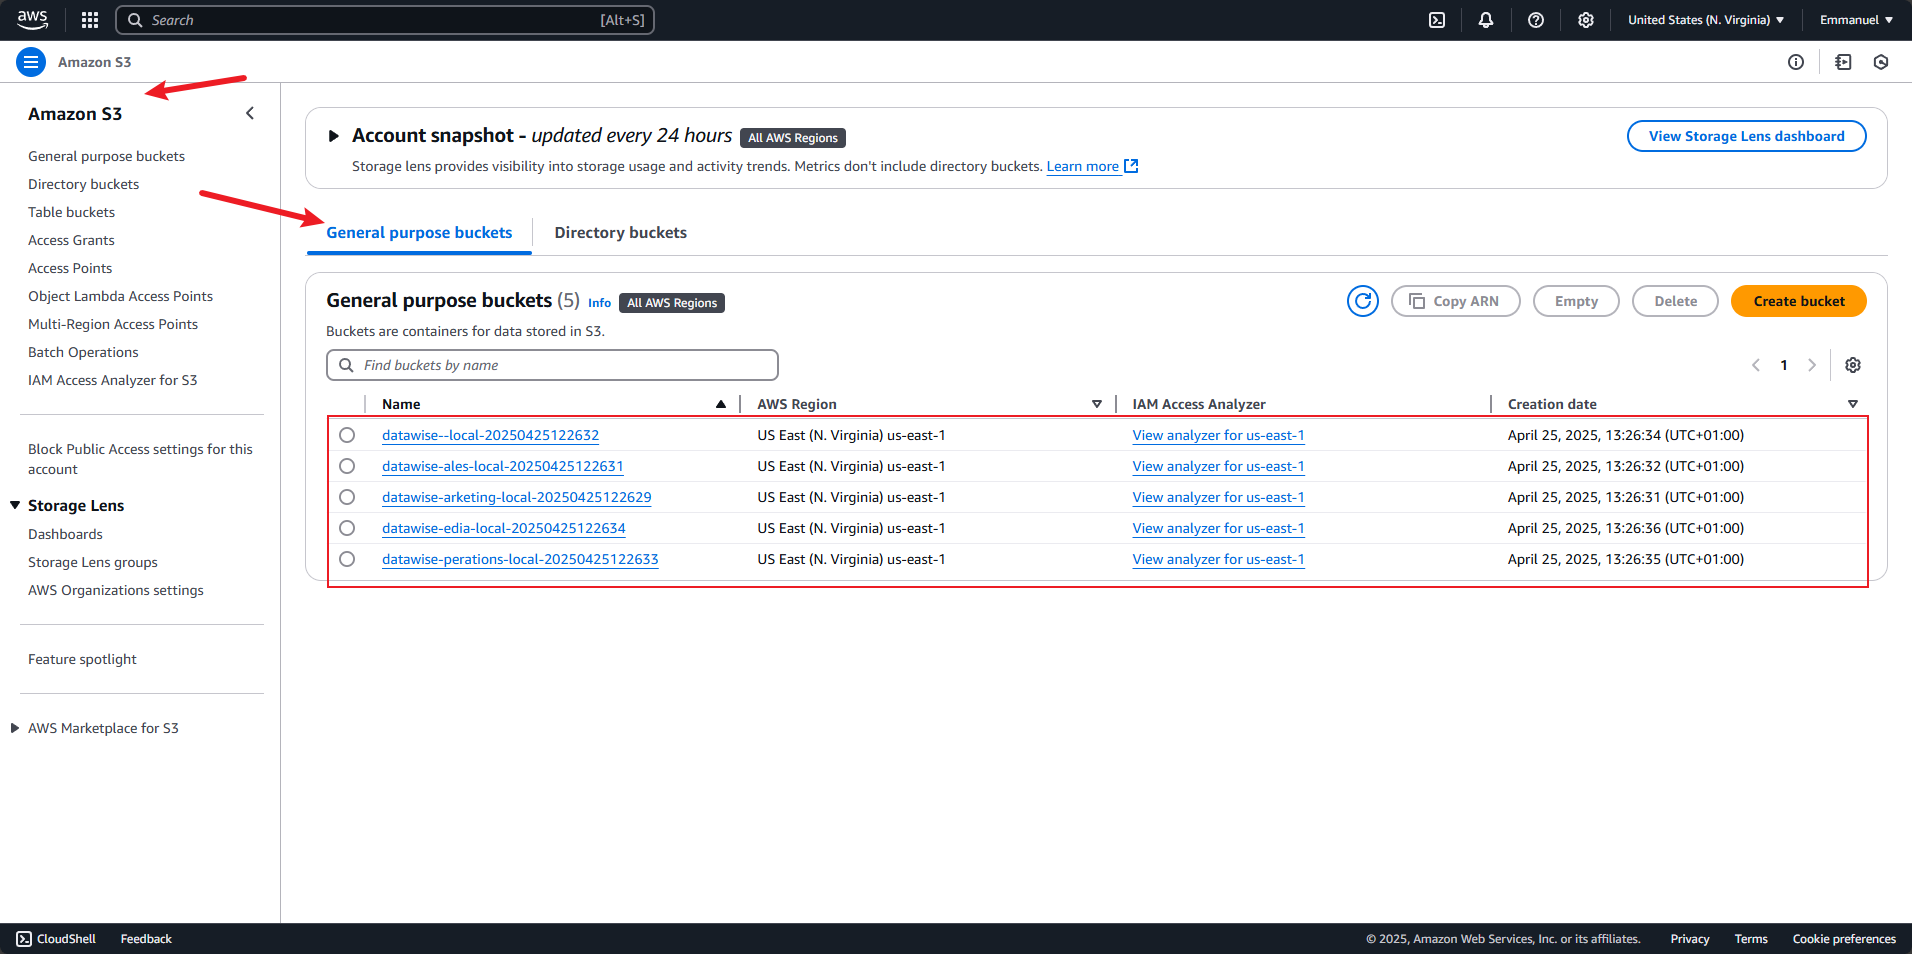 aws
Search [Alt+S]
United States (N. Virginia) Emmanuel
Amazon S3
Amazon S3
General purpose buckets
Directory buckets
Table buckets
Access Grants
Access Points
Object Lambda Access Points
Multi-Region Access Points
Batch Operations
IAM Access Analyzer for S3
Block Public Access settings for this
account
Storage Lens
Dashboards
Storage Lens groups
AWS Organizations settings
Feature spotlight
AWS Marketplace for S3
Account snapshot - updated every 24 hours All AWS Regions
View Storage Lens dashboard
Storage lens provides visibility into storage usage and activity trends. Metrics don't include directory buckets. Learn more
General purpose buckets Directory buckets
General purpose buckets (5) Info All AWS Regions
Copy ARN Empty Delete Create bucket
Buckets are containers for data stored in S3.
Find buckets by name
1
Name AWS Region IAM Access Analyzer Creation date
datawise--local-20250425122632 US East (N. Virginia) us-east-1 View analyzer for us-east-1 April 25, 2025, 13:26:34 (UTC+01:00)
datawise-ales-local-20250425122631 US East (N. Virginia) us-east-1 View analyzer for us-east-1 April 25, 2025, 13:26:32 (UTC+01:00)
datawise-arketing-local-20250425122629 US East (N. Virginia) us-east-1 View analyzer for us-east-1 April 25, 2025, 13:26:31 (UTC+01:00)
datawise-edia-local-20250425122634 US East (N. Virginia) us-east-1 View analyzer for us-east-1 April 25, 2025, 13:26:36 (UTC+01:00)
datawise-perations-local-20250425122633 US East (N. Virginia) us-east-1 View analyzer for us-east-1 April 25, 2025, 13:26:35 (UTC+01:00)
CloudShell Feedback
© 2025, Amazon Web Services, Inc. or its affiliates. Privacy Terms Cookie preferences